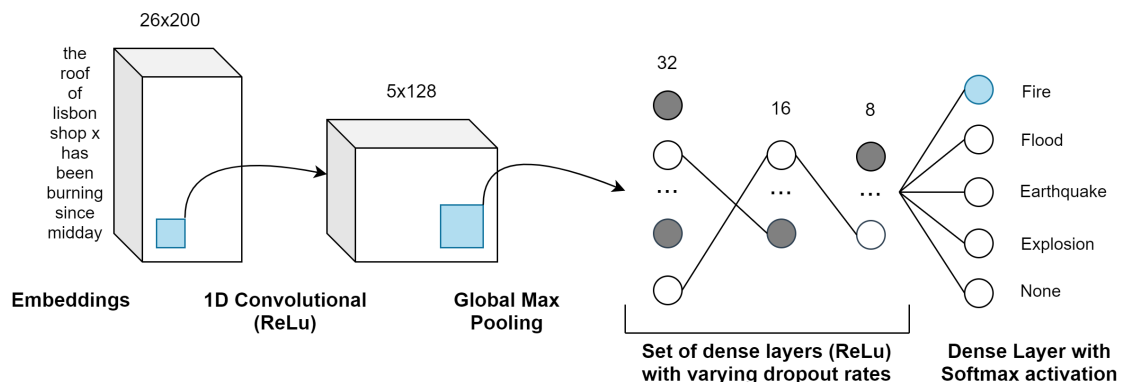 26x200
the
roof
of
lisbon
shop x
has
been
burning
since
midday
Embeddings
1D Convolutional
(ReLu)
5x128
Global Max
Pooling
32
...
16
...
8
...
Set of dense layers (ReLu)
with varying dropout rates
Fire
Flood
Earthquake
Explosion
None
Dense Layer with
Softmax activation